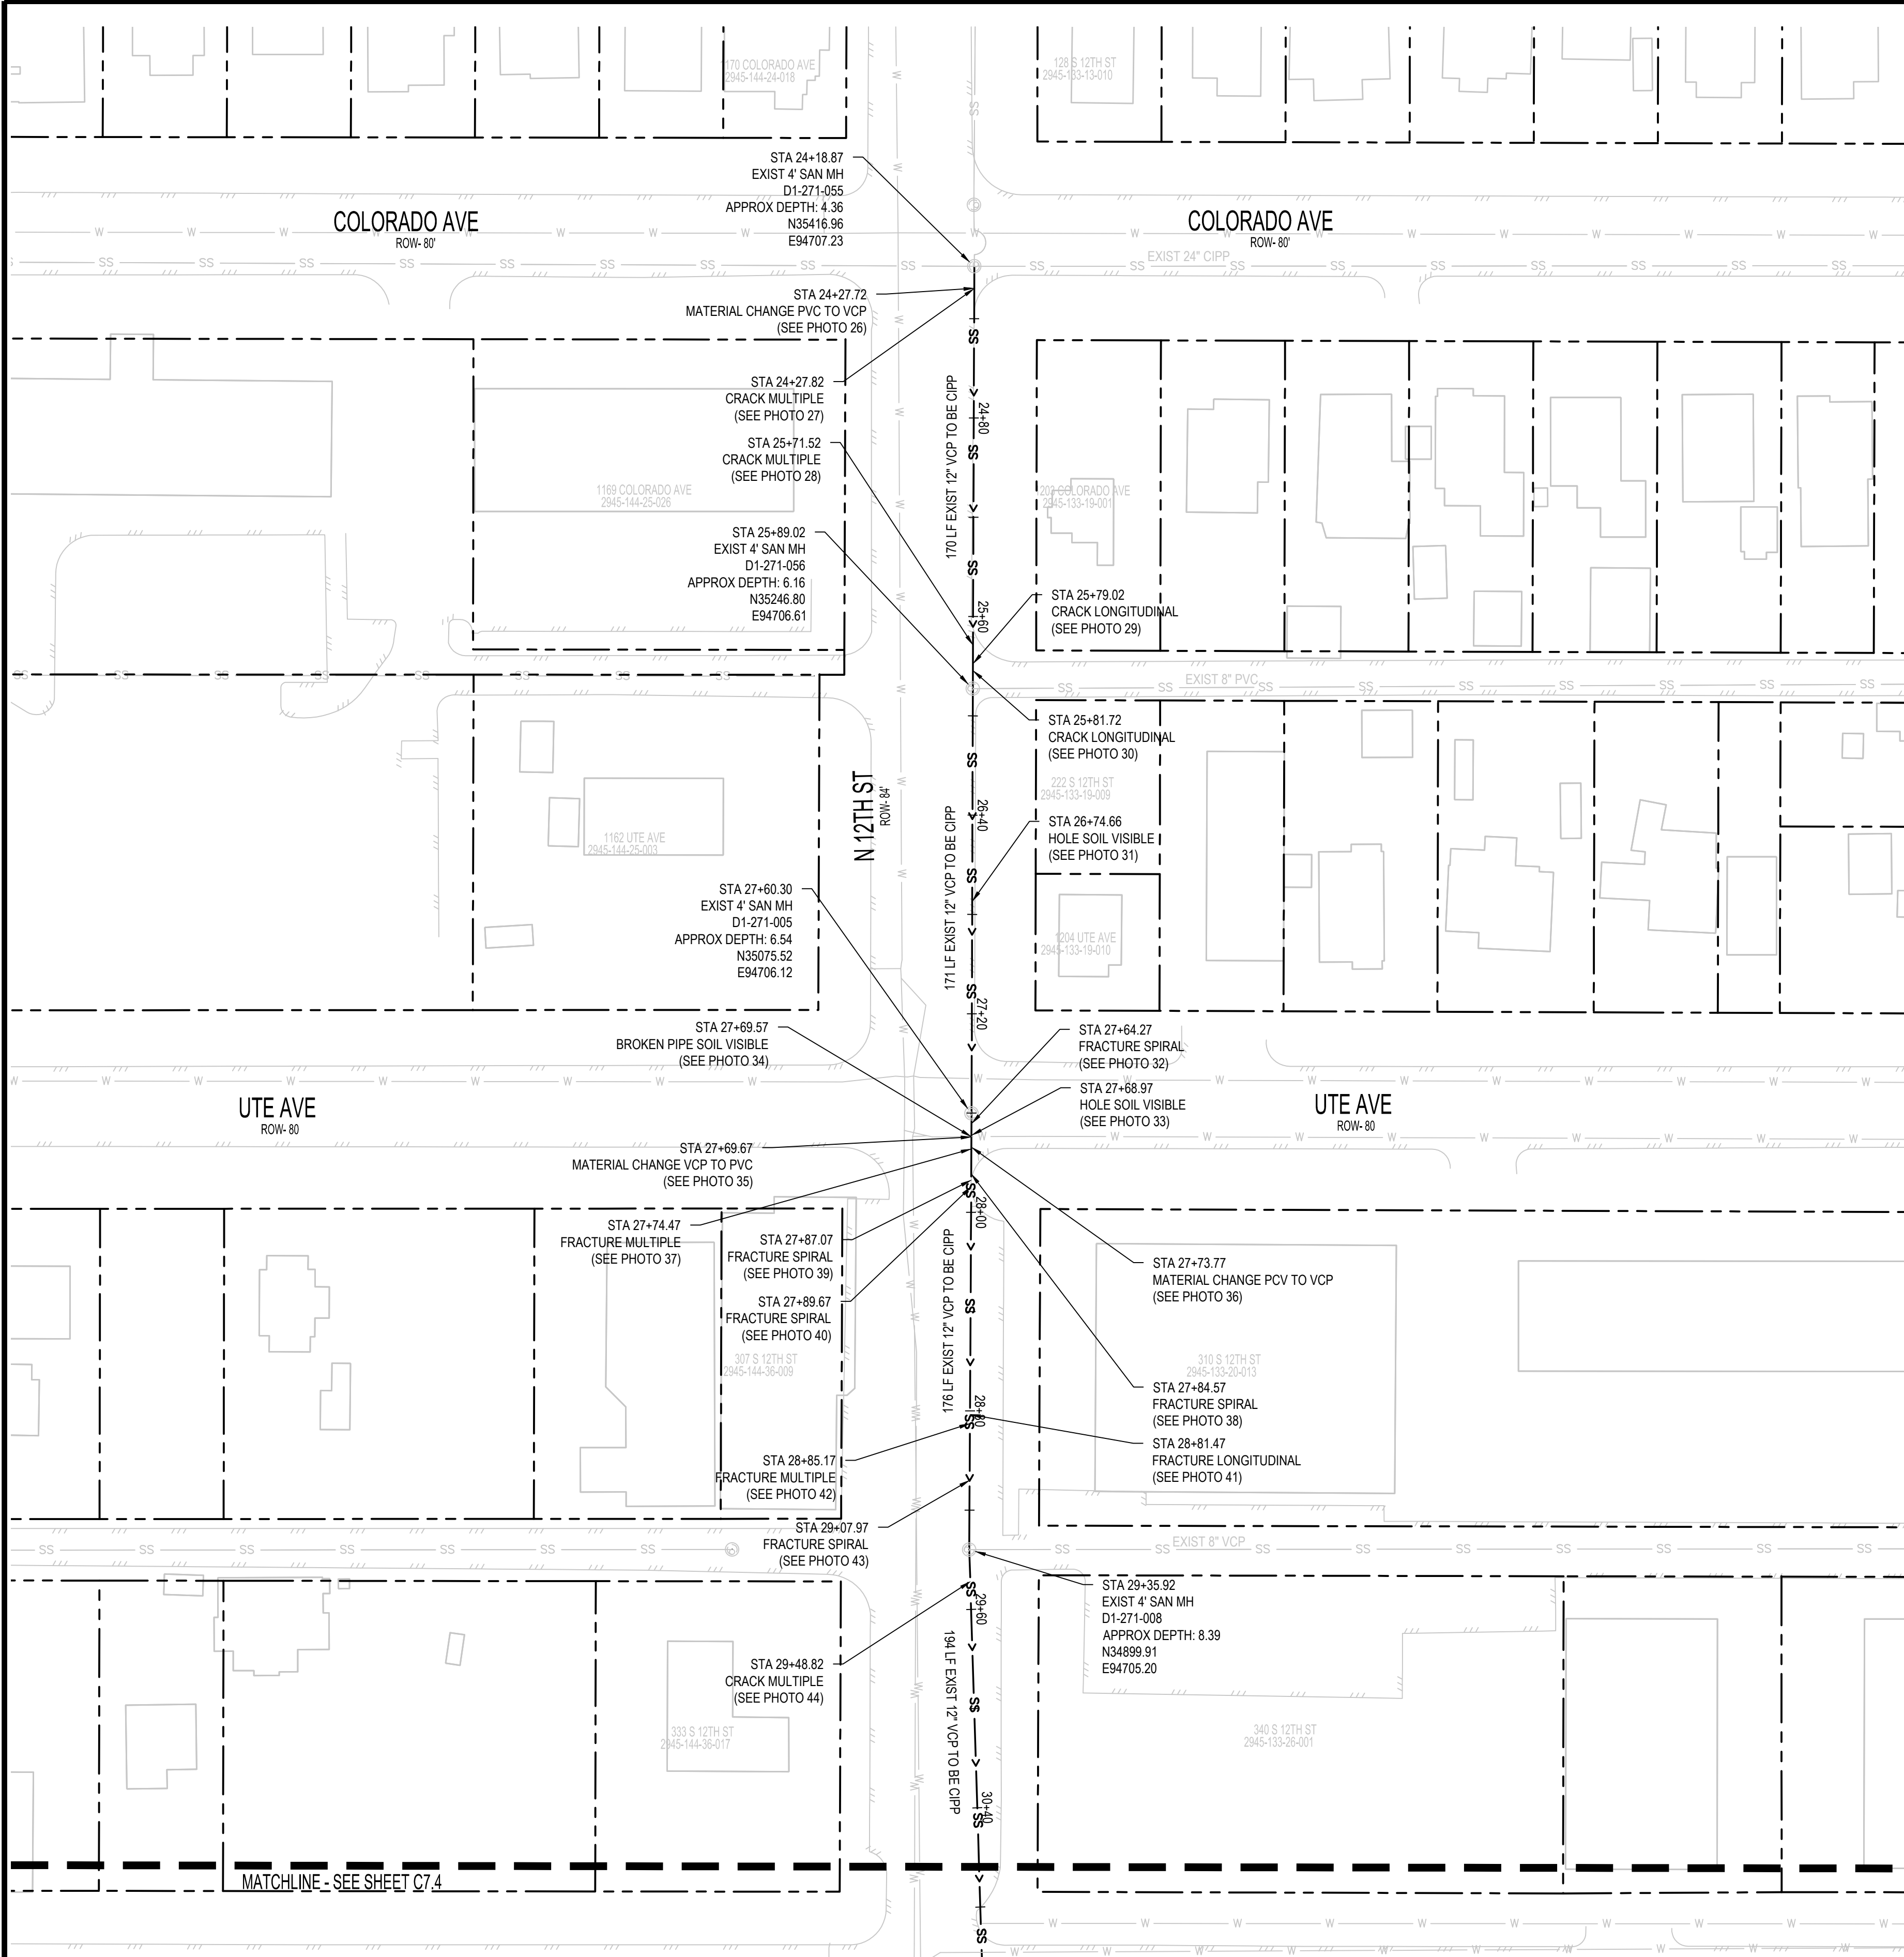 1170 COLORADO AVE
2945-144-24-018
128 S 12TH ST
2945-133-13-010
STA 24+18.87
EXIST 4' SAN MH
D1-271-055
APPROX DEPTH: 4.36
N35416.96
E94707.23
COLORADO AVE
ROW- 80'
COLORADO AVE
ROW- 80'
EXIST 24" CIPP
STA 24+27.72
MATERIAL CHANGE PVC TO VCP
(SEE PHOTO 26)
STA 24+27.82
CRACK MULTIPLE
(SEE PHOTO 27)
STA 25+71.52
CRACK MULTIPLE
(SEE PHOTO 28)
1169 COLORADO AVE
2945-144-25-026
STA 25+89.02
EXIST 4' SAN MH
D1-271-056
APPROX DEPTH: 6.16
N35246.80
E94706.61
170 LF EXIST 12" VCP TO BE CIPP
24+80
25+60
COLORADO AVE
2945-133-19-001
STA 25+79.02
CRACK LONGITUDINAL
(SEE PHOTO 29)
EXIST 8" PVC
STA 25+81.72
CRACK LONGITUDINAL
(SEE PHOTO 30)
222 S 12TH ST
2945-133-19-009
N 12TH ST
ROW- 84'
26+40
171 LF EXIST 12" VCP TO BE CIPP
STA 26+74.66
HOLE SOIL VISIBLE
(SEE PHOTO 31)
1162 UTE AVE
2945-144-25-003
STA 27+60.30
EXIST 4' SAN MH
D1-271-005
APPROX DEPTH: 6.54
N35075.52
E94706.12
1204 UTE AVE
2945-133-19-010
27+20
STA 27+69.57
BROKEN PIPE SOIL VISIBLE
(SEE PHOTO 34)
STA 27+64.27
FRACTURE SPIRAL
(SEE PHOTO 32)
STA 27+68.97
HOLE SOIL VISIBLE
(SEE PHOTO 33)
UTE AVE
ROW- 80
UTE AVE
ROW- 80
STA 27+69.67
MATERIAL CHANGE VCP TO PVC
(SEE PHOTO 35)
STA 27+74.47
FRACTURE MULTIPLE
(SEE PHOTO 37)
STA 27+87.07
FRACTURE SPIRAL
(SEE PHOTO 39)
28+00
STA 27+73.77
MATERIAL CHANGE PCV TO VCP
(SEE PHOTO 36)
STA 27+89.67
FRACTURE SPIRAL
(SEE PHOTO 40)
176 LF EXIST 12" VCP TO BE CIPP
307 S 12TH ST
2945-144-36-009
310 S 12TH ST
2945-133-20-013
STA 27+84.57
FRACTURE SPIRAL
(SEE PHOTO 38)
28+80
STA 28+81.47
FRACTURE LONGITUDINAL
(SEE PHOTO 41)
STA 28+85.17
FRACTURE MULTIPLE
(SEE PHOTO 42)
STA 29+07.97
FRACTURE SPIRAL
(SEE PHOTO 43)
EXIST 8" VCP
STA 29+35.92
EXIST 4' SAN MH
D1-271-008
APPROX DEPTH: 8.39
N34899.91
E94705.20
29+60
194 LF EXIST 12" VCP TO BE CIPP
STA 29+48.82
CRACK MULTIPLE
(SEE PHOTO 44)
333 S 12TH ST
2945-144-36-017
340 S 12TH ST
2945-133-26-001
30+40
MATCHLINE - SEE SHEET C7.4